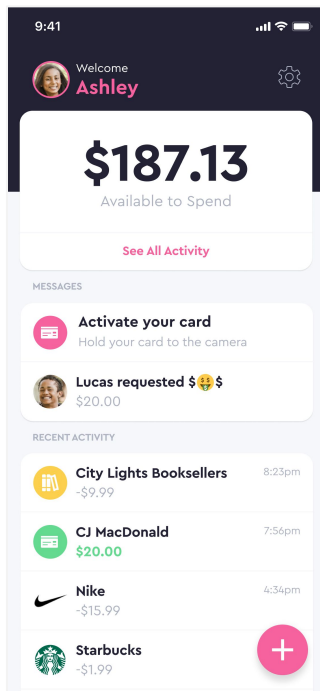 9:41
Welcome
Ashley
$187.13
Available to Spend
See All Activity
MESSAGES
Activate your card
Hold your card to the camera
Lucas requested $🤑$
$20.00
RECENT ACTIVITY
City Lights Booksellers 8:23pm
-$9.99
CJ MacDonald 7:56pm
$20.00
Nike 4:34pm
-$15.99
Starbucks
-$1.99